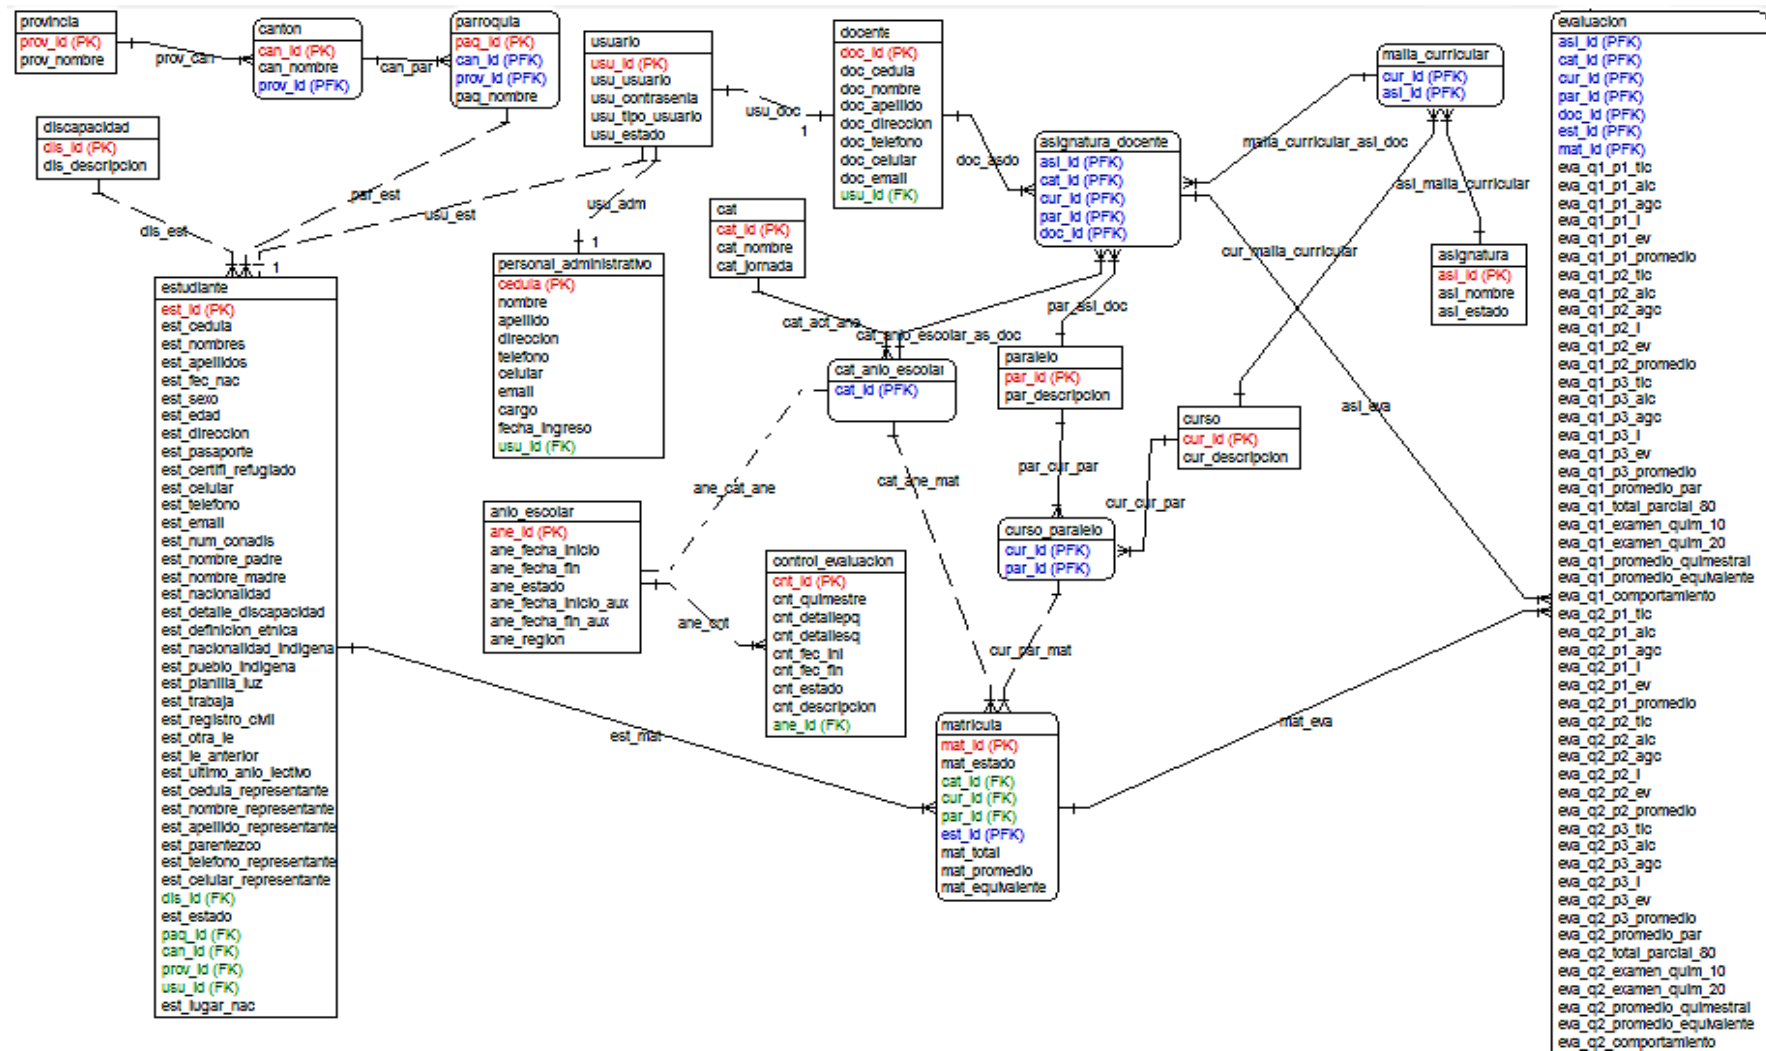 provincia
prov_id (PK)
prov_nombre
prov_can
canton
can_id (PK)
can_nombre
prov_id (PFK)
can_par
parroquia
paq_id (PK)
can_id (PFK)
prov_id (PFK)
paq_nombre
usuario
usu_id (PK)
usu_usuario
usu_contrasenia
usu_tipo_usuario
usu_estado
usu_doc
1
docente
doc_id (PK)
doc_cedula
doc_nombre
doc_apellido
doc_direccion
doc_telefono
doc_celular
doc_email
usu_id (FK)
doc_asdo
asignatura_docente
asi_id (PFK)
cat_id (PFK)
cur_id (PFK)
par_id (PFK)
doc_id (PFK)
malla_curricular_asi_doc
malla_curricular
cur_id (PFK)
asi_id (PFK)
asi_malla_curricular
cur_malla_curricular
asignatura
asi_id (PK)
asi_nombre
asi_estado
discapacidad
dis_id (PK)
dis_descripcion
dis_est
par_est
usu_est
usu_adm
1
1
personal_administrativo
cedula (PK)
nombre
apellido
direccion
telefono
celular
email
cargo
fecha_ingreso
usu_id (FK)
cat
cat_id (PK)
cat_nombre
cat_jornada
cat_act_ane
cat_anio_escolar_as_doc
par_asi_doc
cat_anio_escolar
cat_id (PFK)
paralelo
par_id (PK)
par_descripcion
curso
cur_id (PK)
cur_descripcion
asi_eva
par_cur_par
cur_cur_par
ane_cat_ane
cat_ane_mat
curso_paralelo
cur_id (PFK)
par_id (PFK)
cur_par_mat
anio_escolar
ane_id (PK)
ane_fecha_inicio
ane_fecha_fin
ane_estado
ane_fecha_inicio_aux
ane_fecha_fin_aux
ane_region
ane_cnt
control_evaluacion
cnt_id (PK)
cnt_quimestre
cnt_detallepq
cnt_detallesq
cnt_fec_ini
cnt_fec_fin
cnt_estado
cnt_descripcion
ane_id (FK)
est_mat
matricula
mat_id (PK)
mat_estado
cat_id (FK)
cur_id (FK)
par_id (FK)
est_id (PFK)
mat_total
mat_promedio
mat_equivalente
mat_eva
estudiante
est_id (PK)
est_cedula
est_nombres
est_apellidos
est_fec_nac
est_sexo
est_edad
est_direccion
est_pasaporte
est_certifi_refugiado
est_celular
est_telefono
est_email
est_num_conadis
est_nombre_padre
est_nombre_madre
est_nacionalidad
est_detalle_discapacidad
est_definicion_etnica
est_nacionalidad_indigena
est_pueblo_indigena
est_planilla_luz
est_trabaja
est_registro_civil
est_otra_ie
est_ie_anterior
est_ultimo_anio_lectivo
est_cedula_representante
est_nombre_representante
est_apellido_representante
est_parentezco
est_telefono_representante
est_celular_representante
dis_id (FK)
est_estado
paq_id (FK)
can_id (FK)
prov_id (FK)
usu_id (FK)
est_lugar_nac
evaluacion
asi_id (PFK)
cat_id (PFK)
cur_id (PFK)
par_id (PFK)
doc_id (PFK)
est_id (PFK)
mat_id (PFK)
eva_q1_p1_tic
eva_q1_p1_aic
eva_q1_p1_agc
eva_q1_p1_l
eva_q1_p1_ev
eva_q1_p1_promedio
eva_q1_p2_tic
eva_q1_p2_aic
eva_q1_p2_agc
eva_q1_p2_l
eva_q1_p2_ev
eva_q1_p2_promedio
eva_q1_p3_tic
eva_q1_p3_aic
eva_q1_p3_agc
eva_q1_p3_l
eva_q1_p3_ev
eva_q1_p3_promedio
eva_q1_promedio_par
eva_q1_total_parcial_80
eva_q1_examen_quim_10
eva_q1_examen_quim_20
eva_q1_promedio_quimestral
eva_q1_promedio_equivalente
eva_q1_comportamiento
eva_q2_p1_tic
eva_q2_p1_aic
eva_q2_p1_agc
eva_q2_p1_l
eva_q2_p1_ev
eva_q2_p1_promedio
eva_q2_p2_tic
eva_q2_p2_aic
eva_q2_p2_agc
eva_q2_p2_l
eva_q2_p2_ev
eva_q2_p2_promedio
eva_q2_p3_tic
eva_q2_p3_aic
eva_q2_p3_agc
eva_q2_p3_l
eva_q2_p3_ev
eva_q2_p3_promedio
eva_q2_promedio_par
eva_q2_total_parcial_80
eva_q2_examen_quim_10
eva_q2_examen_quim_20
eva_q2_promedio_quimestral
eva_q2_promedio_equivalente
eva_q2_comportamiento